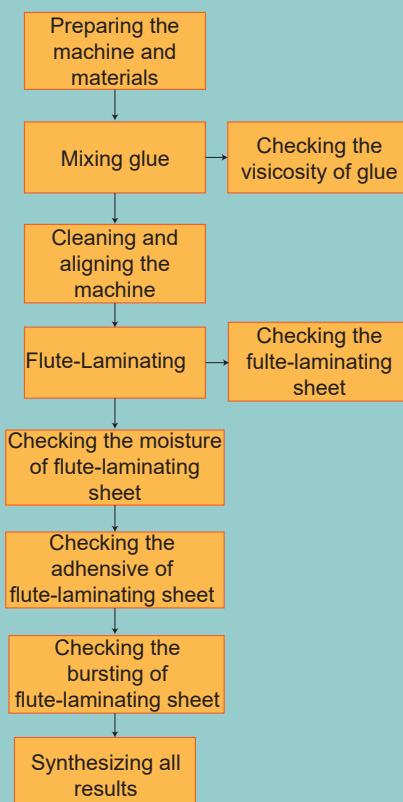 Preparing the
machine and
materials
Mixing glue
Checking the
visicosity of glue
Cleaning and
aligning the
machine
Flute-Laminating
Checking the
fulte-laminating
sheet
Checking the moisture
of flute-laminating
sheet
Checking the
adhensive of
flute-laminating sheet
Checking the
bursting of
flute-laminating sheet
Synthesizing all
results